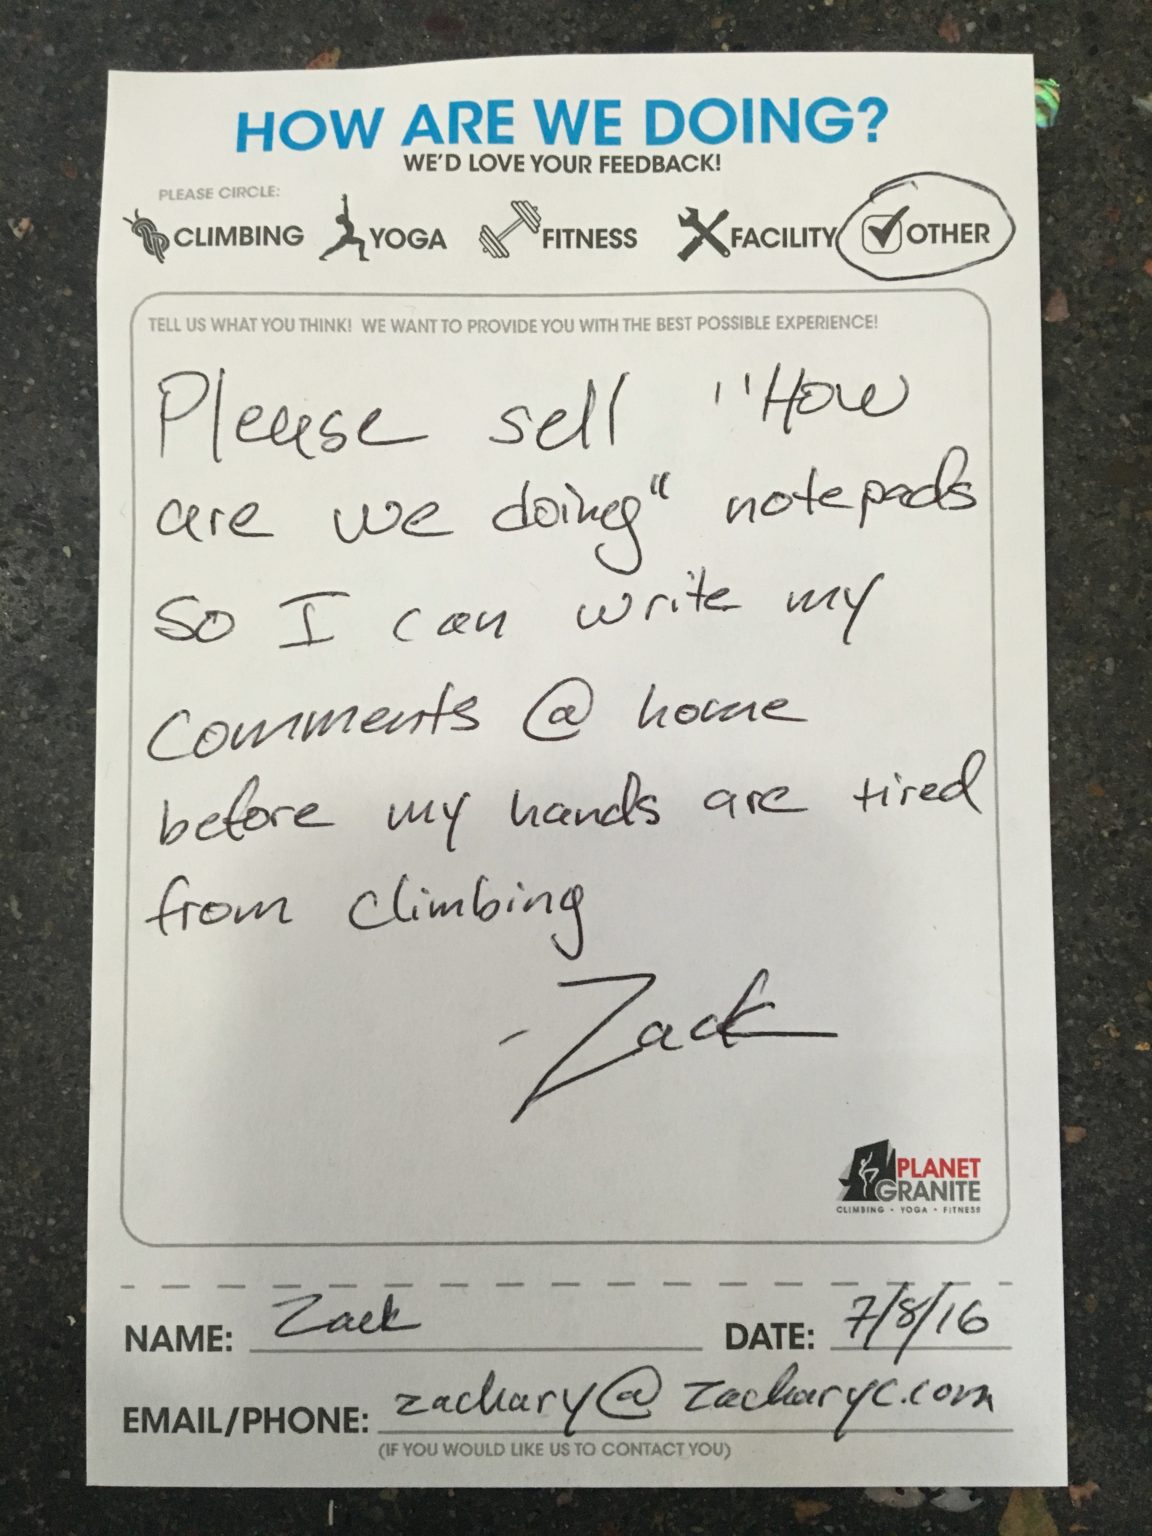 HOW ARE WE DOING?
WE'D LOVE YOUR FEEDBACK!
PLEASE CIRCLE:
CLIMBING YOGA FITNESS FACILITY OTHER
TELL US WHAT YOU THINK! WE WANT TO PROVIDE YOU WITH THE BEST POSSIBLE EXPERIENCE!
Please sell "How
are we doing" notepads
so I can write my
comments @ home
before my hands are tired
from climbing
-Zack
PLANET
GRANITE
CLIMBING • YOGA • FITNESS
NAME: Zack DATE: 7/8/16
EMAIL/PHONE: zachary@zacharyc.com
(IF YOU WOULD LIKE US TO CONTACT YOU)